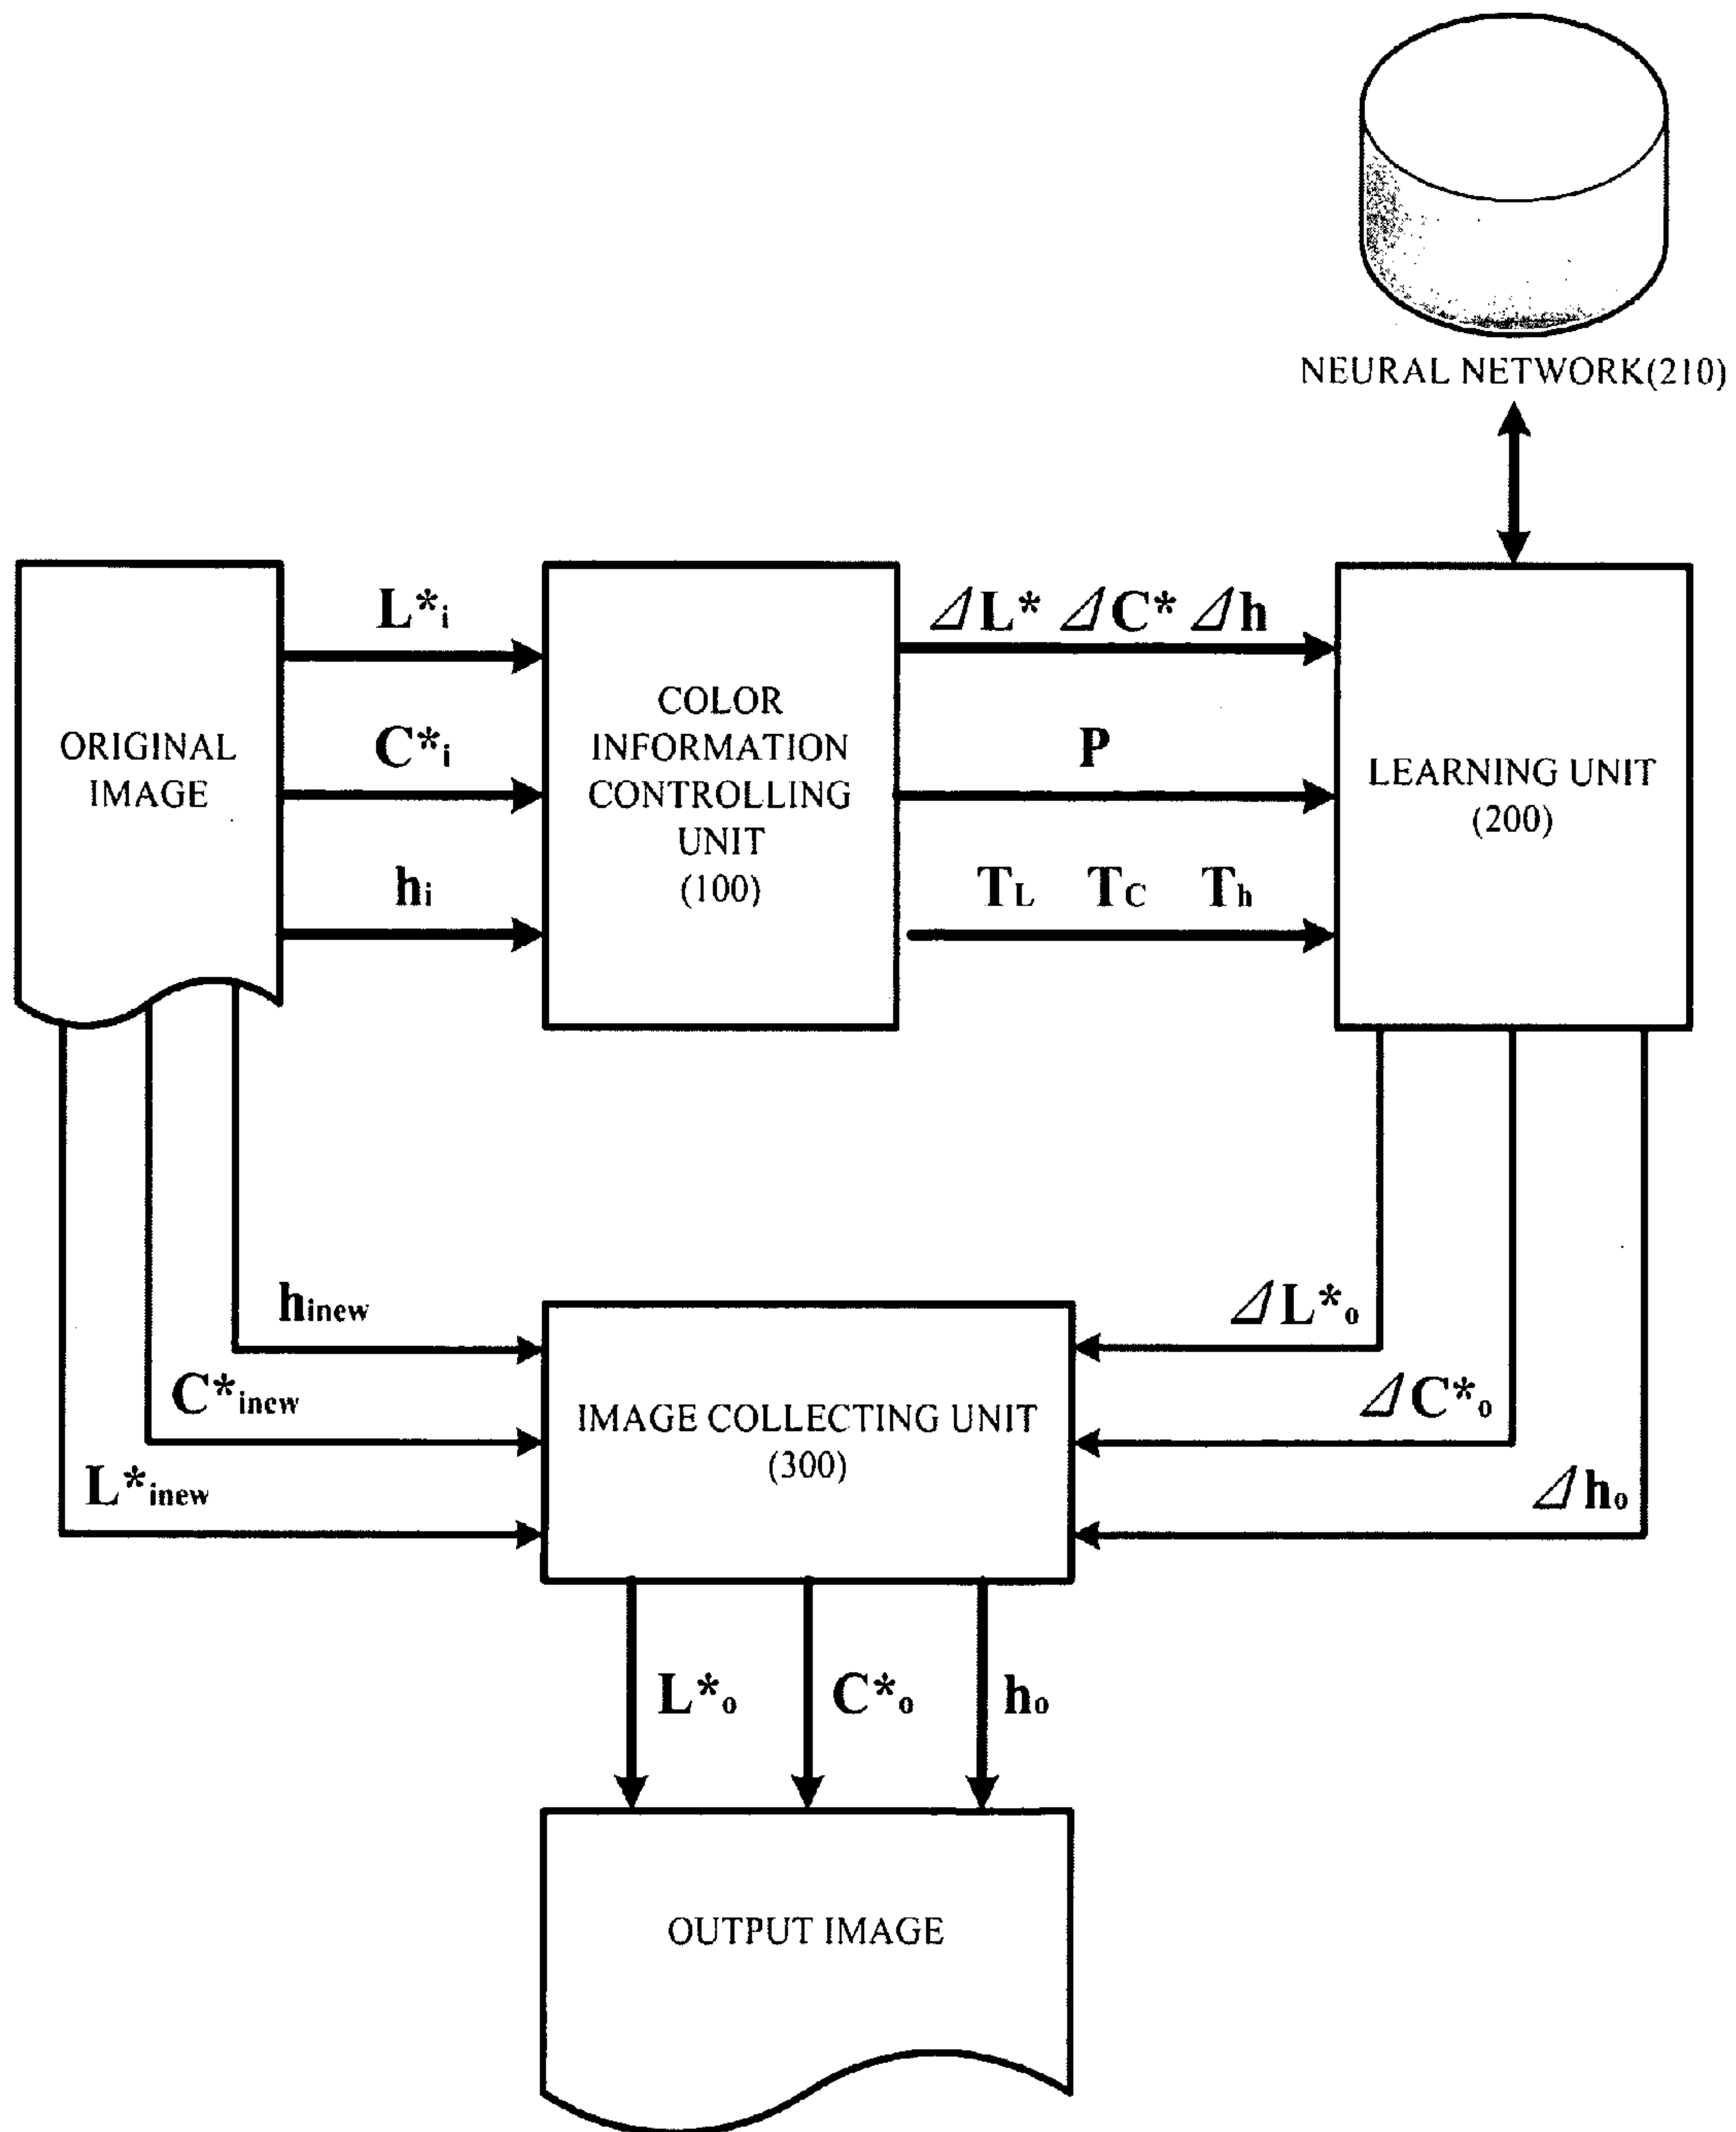 NEURAL NETWORK(210)
L*i
ΔL* ΔC* Δh
ORIGINAL
IMAGE
C*i
COLOR
INFORMATION
CONTROLLING
UNIT
(100)
P
LEARNING UNIT
(200)
hi
TL TC Th
hinew
ΔL*o
C*inew
IMAGE COLLECTING UNIT
(300)
ΔC*o
L*inew
Δho
L*o
C*o
ho
OUTPUT IMAGE